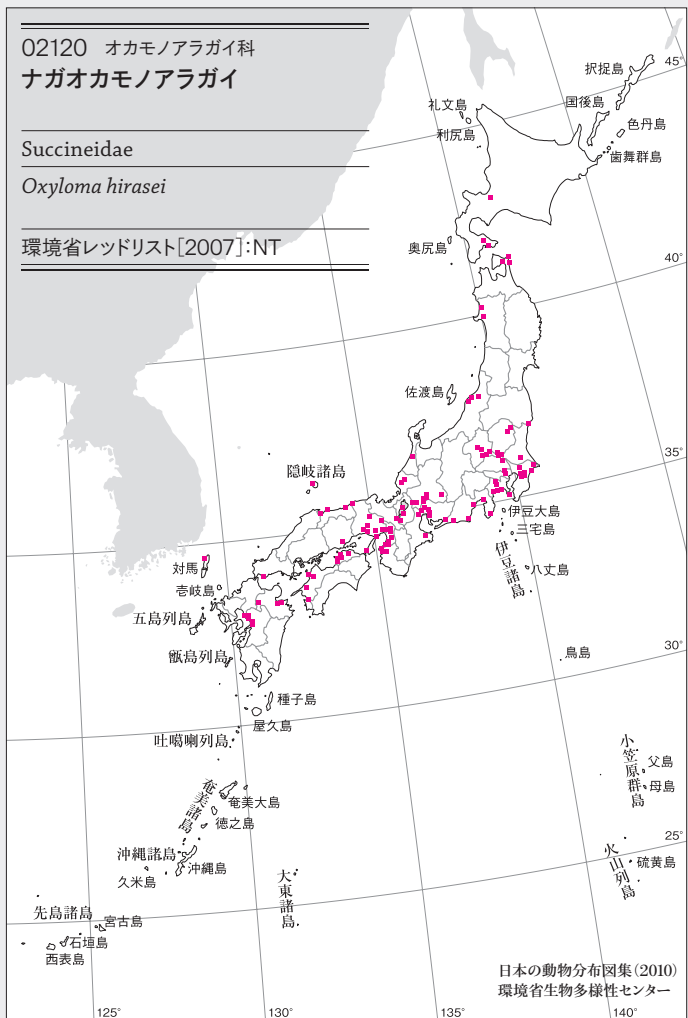 02120 オカモノアラガイ科
ナガオカモノアラガイ
Succineidae
Oxyloma hirasei
環境省レッドリスト[2007]:NT
択捉島
45°
国後島
礼文島
色丹島
利尻島
歯舞群島
奥尻島
40°
佐渡島
35°
隠岐諸島
伊豆大島
三宅島
伊豆諸島
八丈島
対馬
壱岐島
五島列島
甑島列島
鳥島
30°
種子島
屋久島
吐噶喇列島
小笠原群島
父島
母島
奄美諸島
奄美大島
徳之島
25°
沖縄諸島
沖縄島
久米島
火山列島
硫黄島
大東諸島
先島諸島
宮古島
石垣島
西表島
日本の動物分布図集(2010)
環境省生物多様性センター
125°
130°
135°
140°